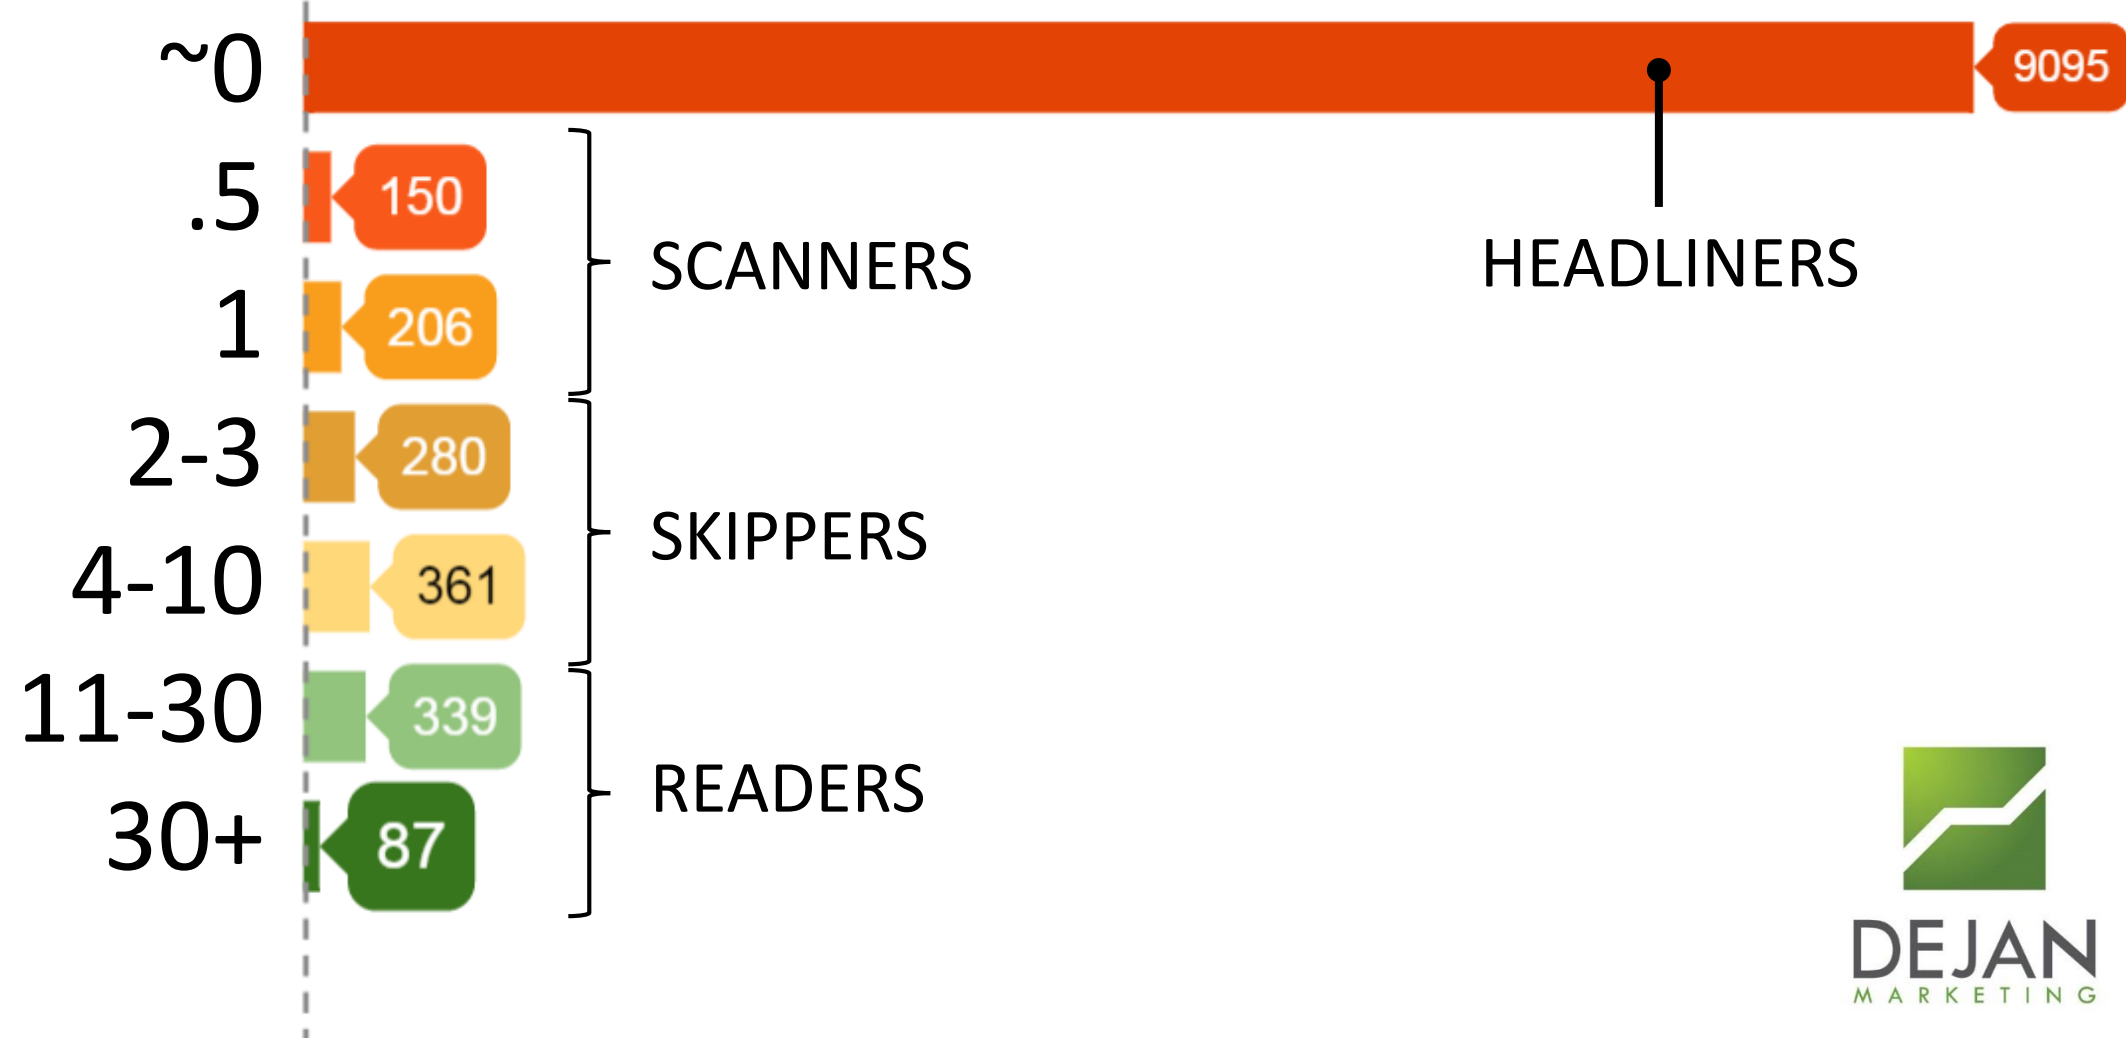 ~0 9095
.5 150
1 206
2-3 280
4-10 361
11-30 339
30+ 87
HEADLINERS
SCANNERS
SKIPPERS
READERS
DEJAN
MARKETING